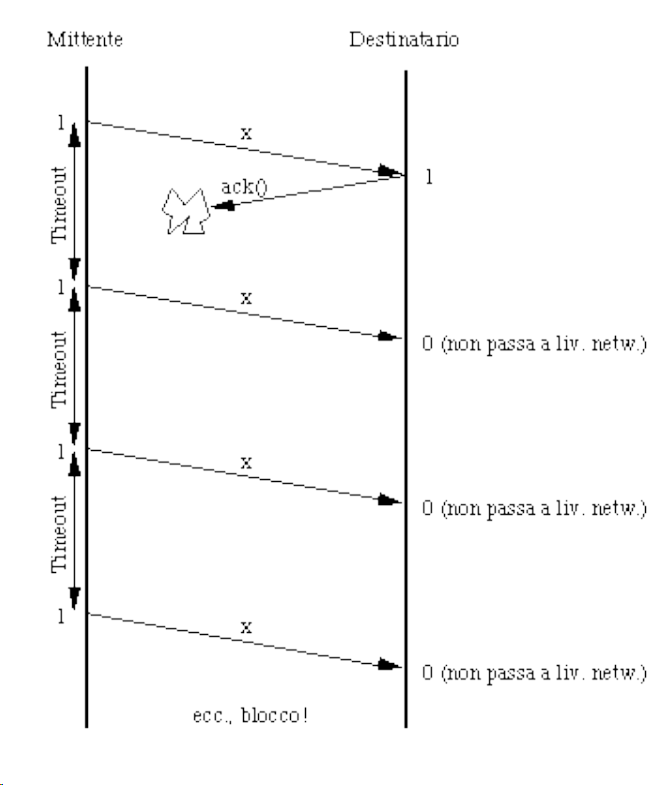 Mittente Destinatario
1
x
ack()
1
Timeout
1
x
0 (non passa a liv. netw.)
Timeout
1
x
0 (non passa a liv. netw.)
Timeout
1
x
0 (non passa a liv. netw.)
ecc., blocco!